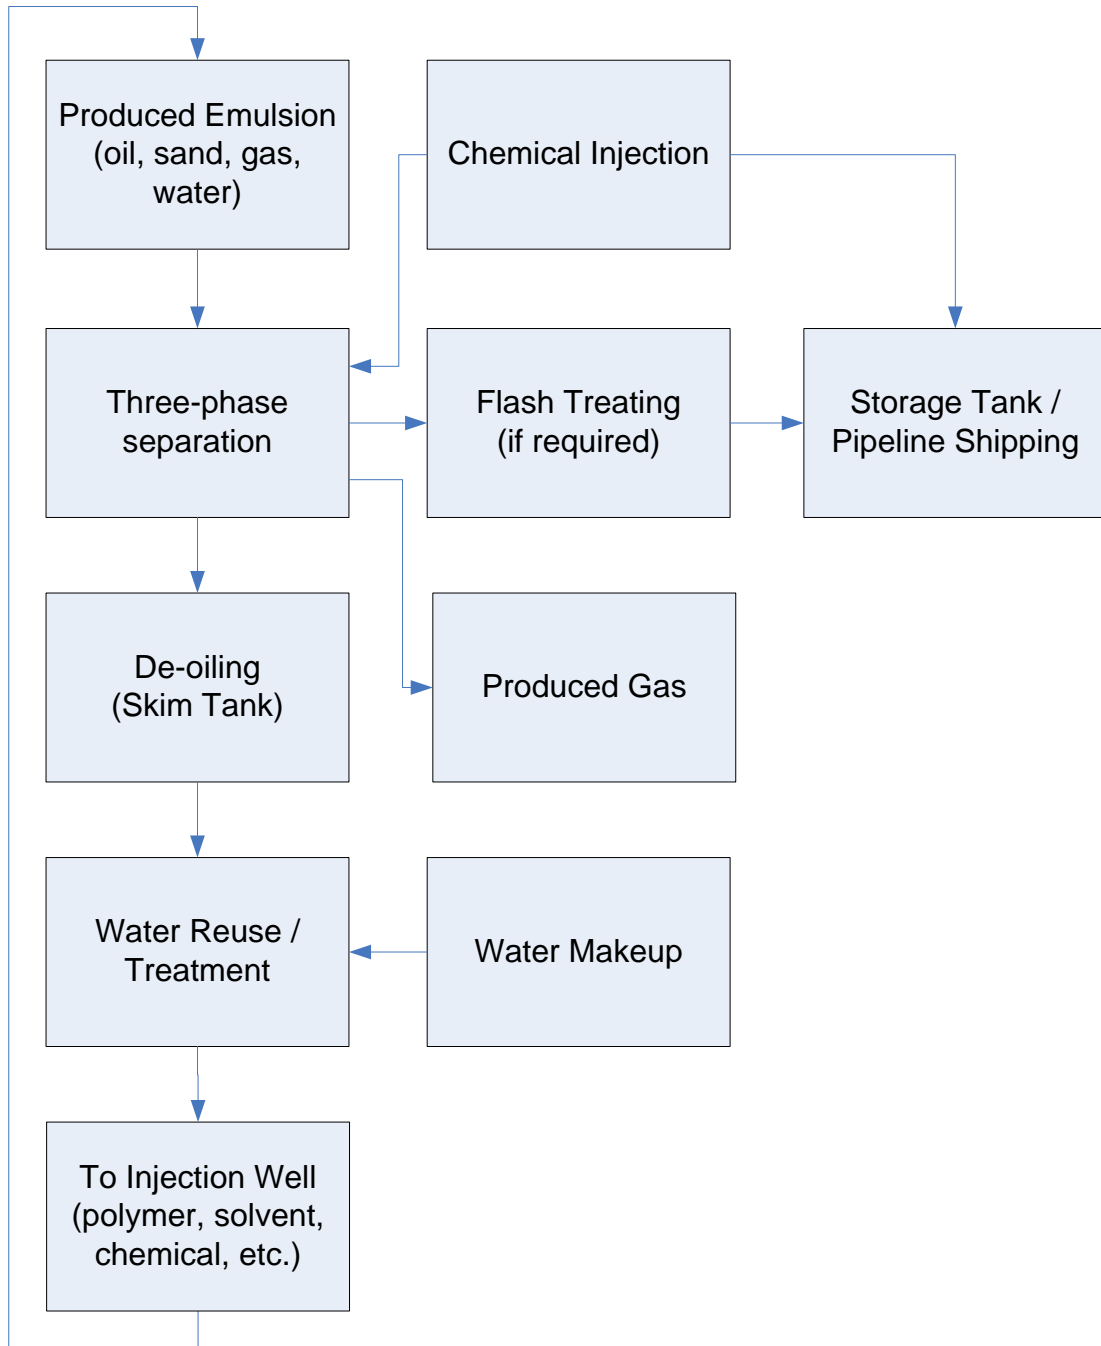 Produced Emulsion
(oil, sand, gas,
water)
Chemical Injection
Three-phase
separation
Flash Treating
(if required)
Storage Tank /
Pipeline Shipping
De-oiling
(Skim Tank)
Produced Gas
Water Reuse /
Treatment
Water Makeup
To Injection Well
(polymer, solvent,
chemical, etc.)